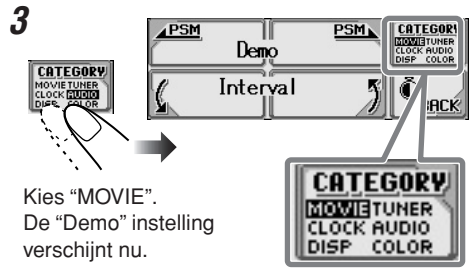 3
PSM
PSM
Demo
Interval
CATEGORY
MOVIE TUNER
CLOCK AUDIO
DISP COLOR
BACK
CATEGORY
MOVIE TUNER
CLOCK AUDIO
DISP COLOR
Kies “MOVIE”.
De “Demo” instelling
verschijnt nu.
CATEGORY
MOVIE TUNER
CLOCK AUDIO
DISP COLOR